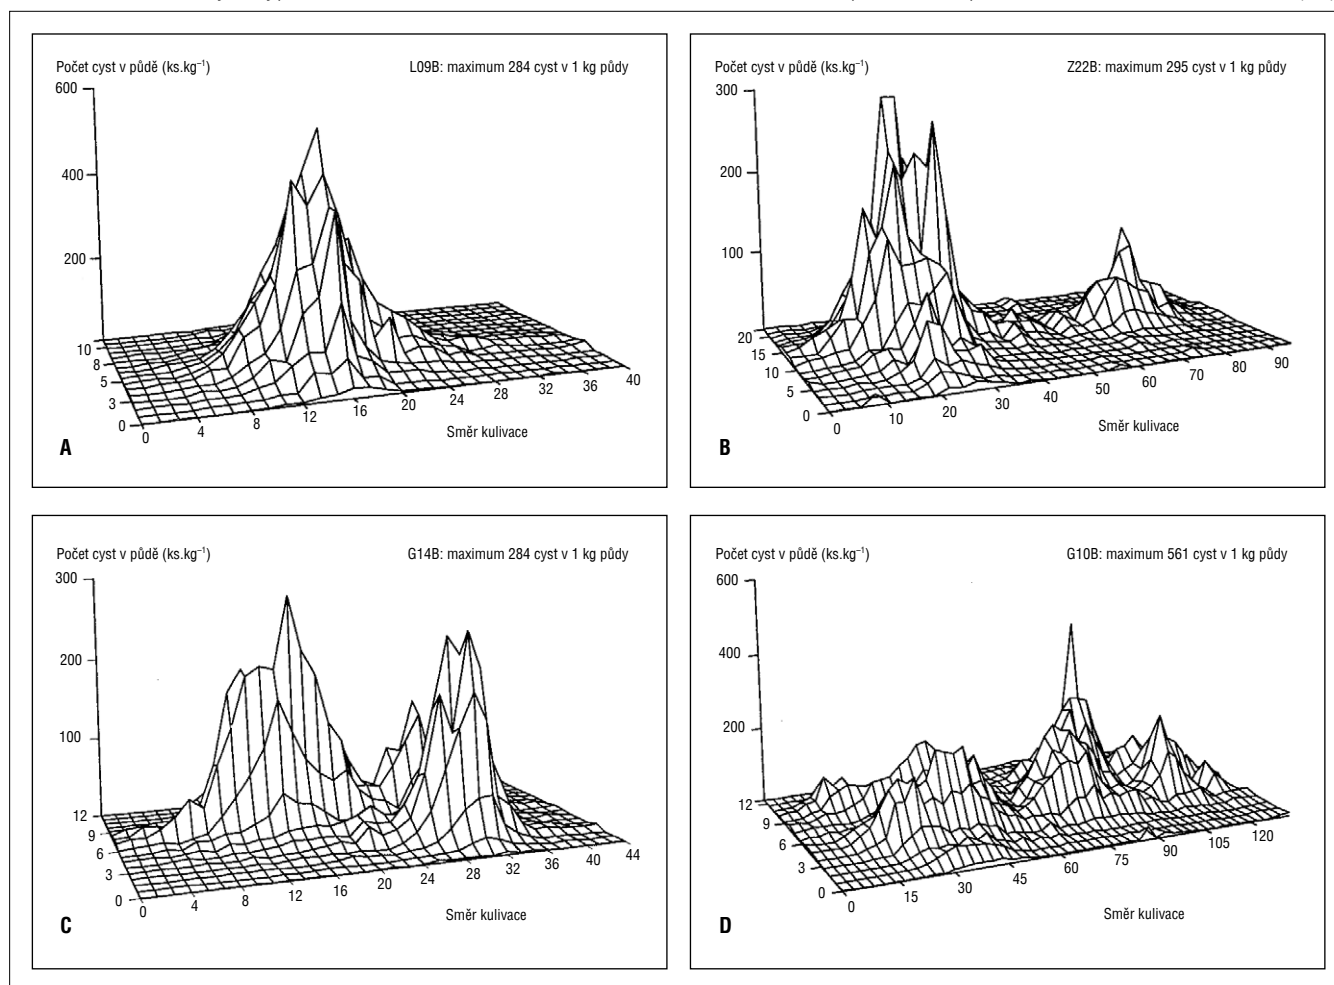 Počet cyst v půdě (ks.kg⁻¹) L09B: maximum 284 cyst v 1 kg půdy
600
400
200
10
8
5
3
0
0 4 8 12 16 20 24 28 32 36 40
Směr kulivace
A
Počet cyst v půdě (ks.kg⁻¹) Z22B: maximum 295 cyst v 1 kg půdy
300
200
100
20
15
10
5
0
0 10 20 30 40 50 60 70 80 90
Směr kulivace
B
Počet cyst v půdě (ks.kg⁻¹) G14B: maximum 284 cyst v 1 kg půdy
300
200
100
12
9
6
3
0
0 4 8 12 16 20 24 28 32 36 40 44
Směr kulivace
C
Počet cyst v půdě (ks.kg⁻¹) G10B: maximum 561 cyst v 1 kg půdy
600
400
200
12
9
6
3
0
0 15 30 45 60 75 90 105 120
Směr kulivace
D